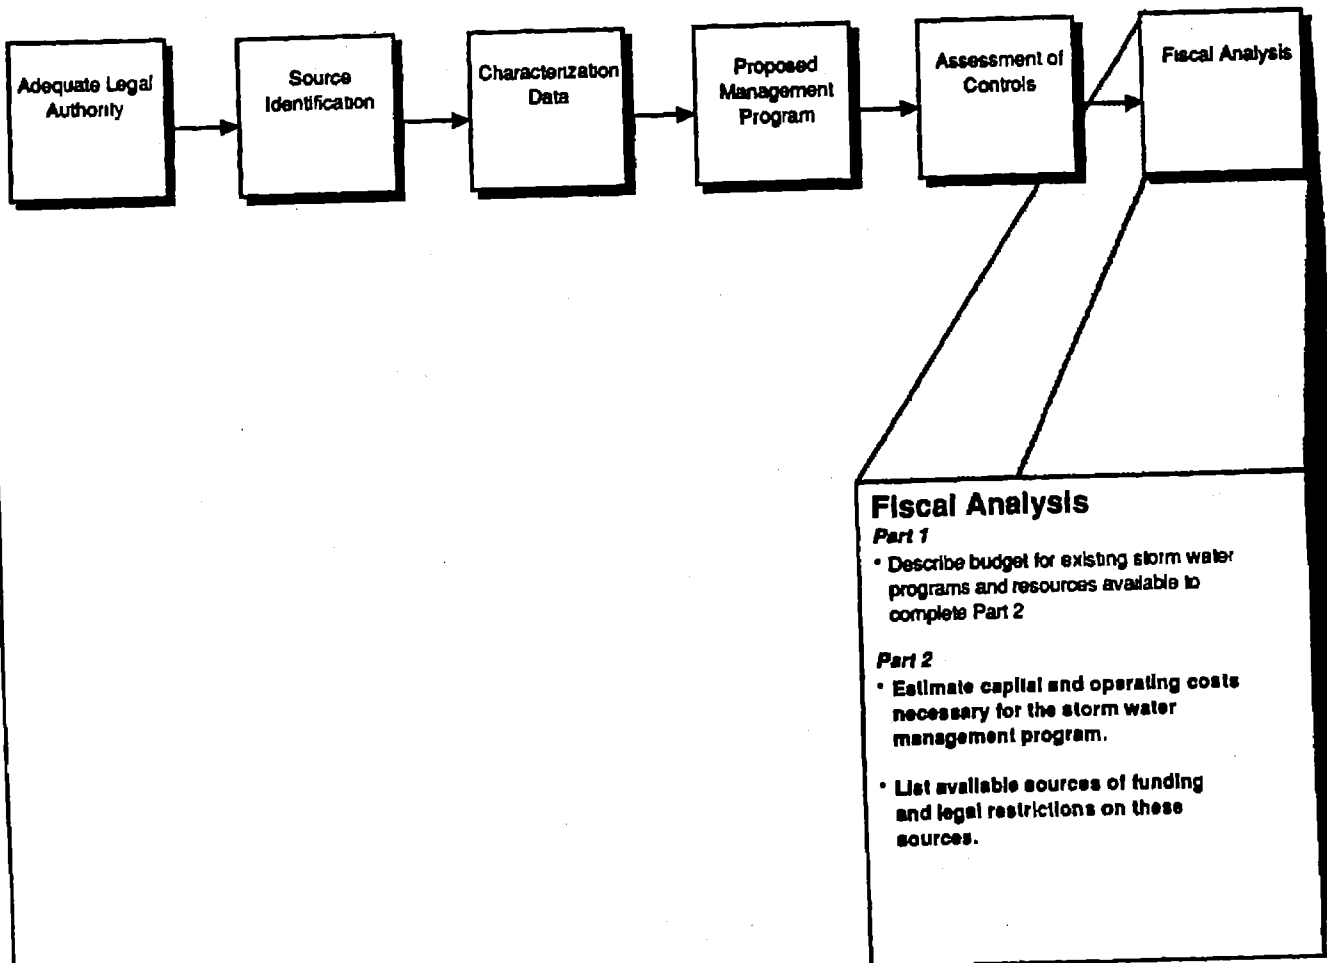 Adequate Legal
Authority
Source
Identification
Characterization
Data
Proposed
Management
Program
Assessment of
Controls
Fiscal Analysis
Fiscal Analysis
Part 1
• Describe budget for existing storm water
programs and resources available to
complete Part 2
Part 2
• Estimate capital and operating costs
necessary for the storm water
management program.
• List available sources of funding
and legal restrictions on these
sources.